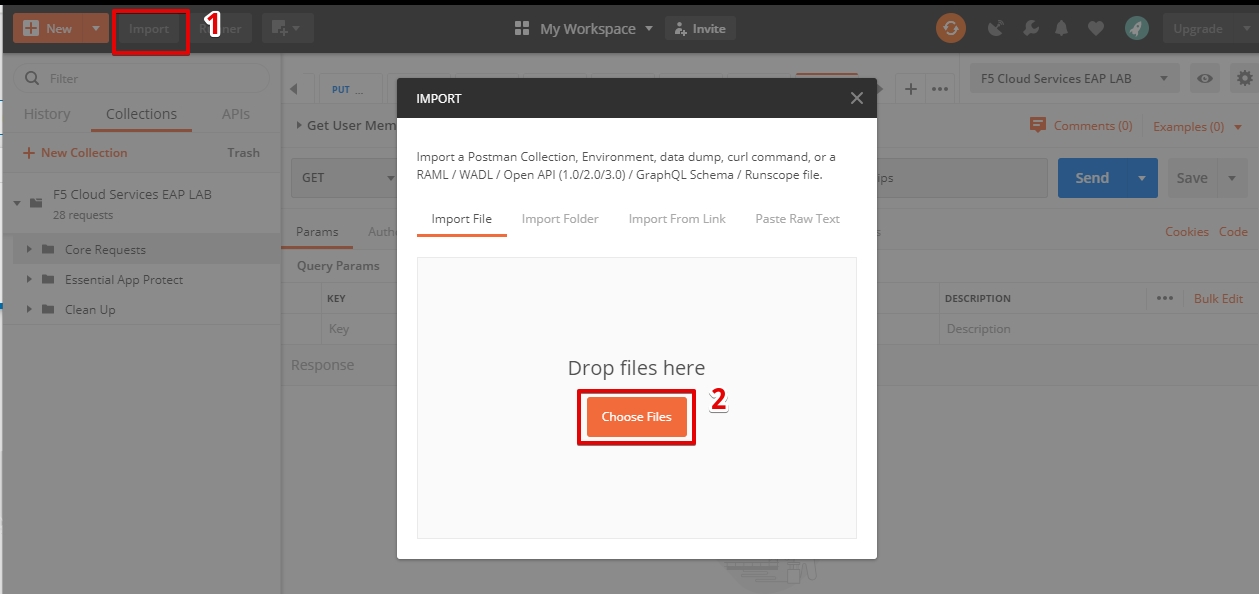 New
Import
1
My Workspace
Invite
Upgrade
Filter
History
Collections
APIs
+ New Collection
Trash
F5 Cloud Services EAP LAB
28 requests
Core Requests
Essential App Protect
Clean Up
PUT ...
F5 Cloud Services EAP LAB
Get User Mem
Comments (0)
Examples (0)
GET
ips
Send
Save
Params
Auth
Cookies
Code
Query Params
KEY
DESCRIPTION
Bulk Edit
Key
Description
Response
IMPORT
Import a Postman Collection, Environment, data dump, curl command, or a
RAML / WADL / Open API (1.0/2.0/3.0) / GraphQL Schema / Runscope file.
Import File
Import Folder
Import From Link
Paste Raw Text
Drop files here
Choose Files
2